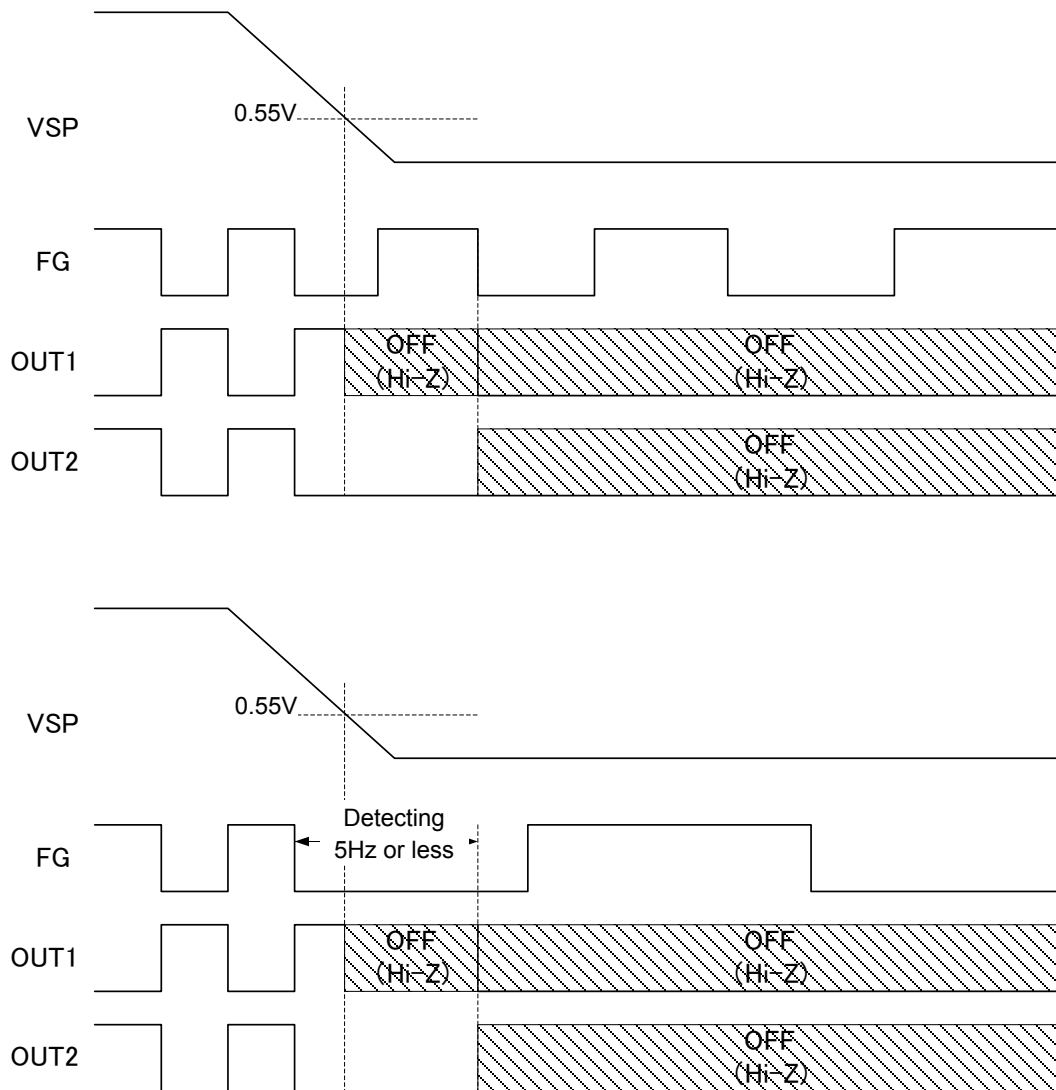 0.55V
VSP
FG
OFF
(Hi-Z)
OFF
(Hi-Z)
OUT1
OFF
(Hi-Z)
OUT2
0.55V
VSP
Detecting
5Hz or less
FG
OFF
(Hi-Z)
OFF
(Hi-Z)
OUT1
OFF
(Hi-Z)
OUT2